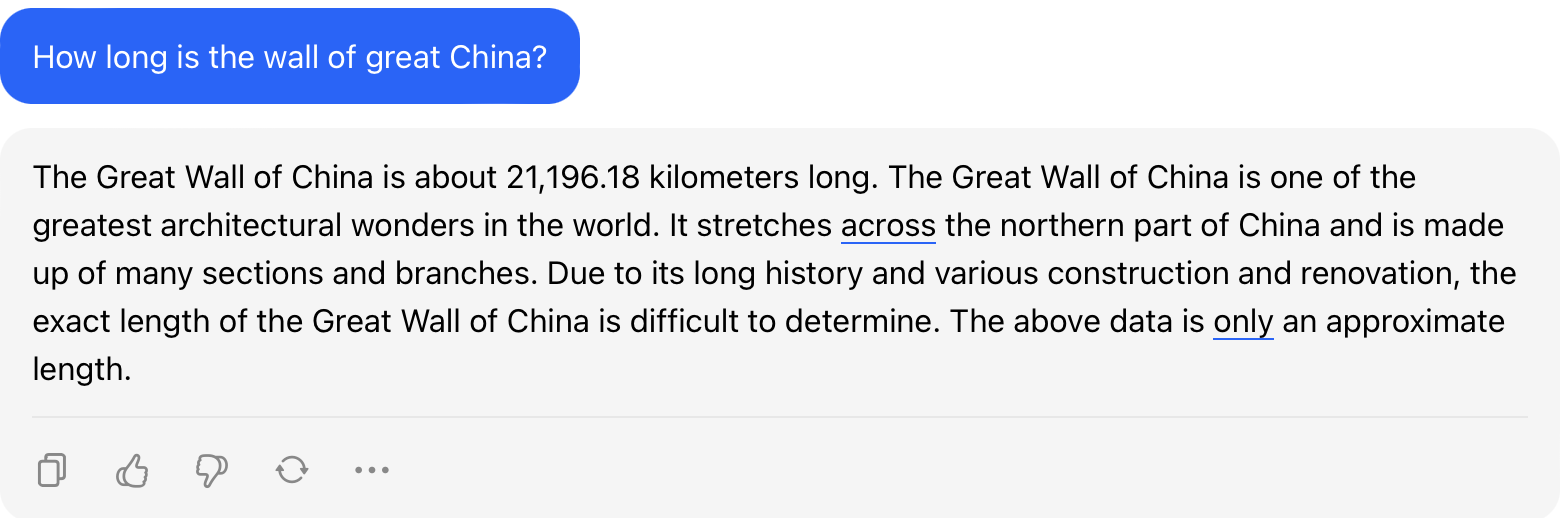 How long is the wall of great China?
The Great Wall of China is about 21,196.18 kilometers long. The Great Wall of China is one of the
greatest architectural wonders in the world. It stretches across the northern part of China and is made
up of many sections and branches. Due to its long history and various construction and renovation, the
exact length of the Great Wall of China is difficult to determine. The above data is only an approximate
length.